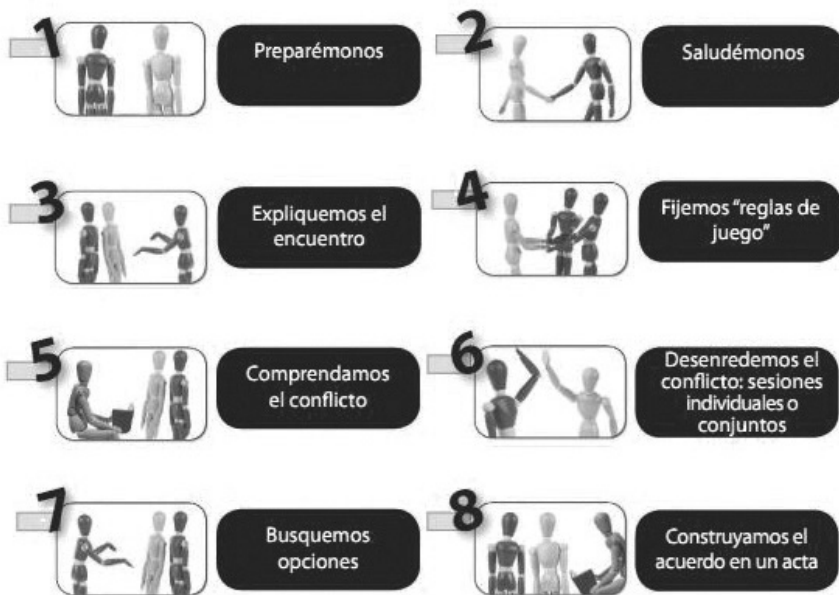 1
Preparémonos
2
Saludémonos
3
Expliquemos el
encuentro
4
Fijemos “reglas de
juego”
5
Comprendamos
el conflicto
6
Desenredemos el
conflicto: sesiones
individuales o
conjuntos
7
Busquemos
opciones
8
Construyamos el
acuerdo en un acta